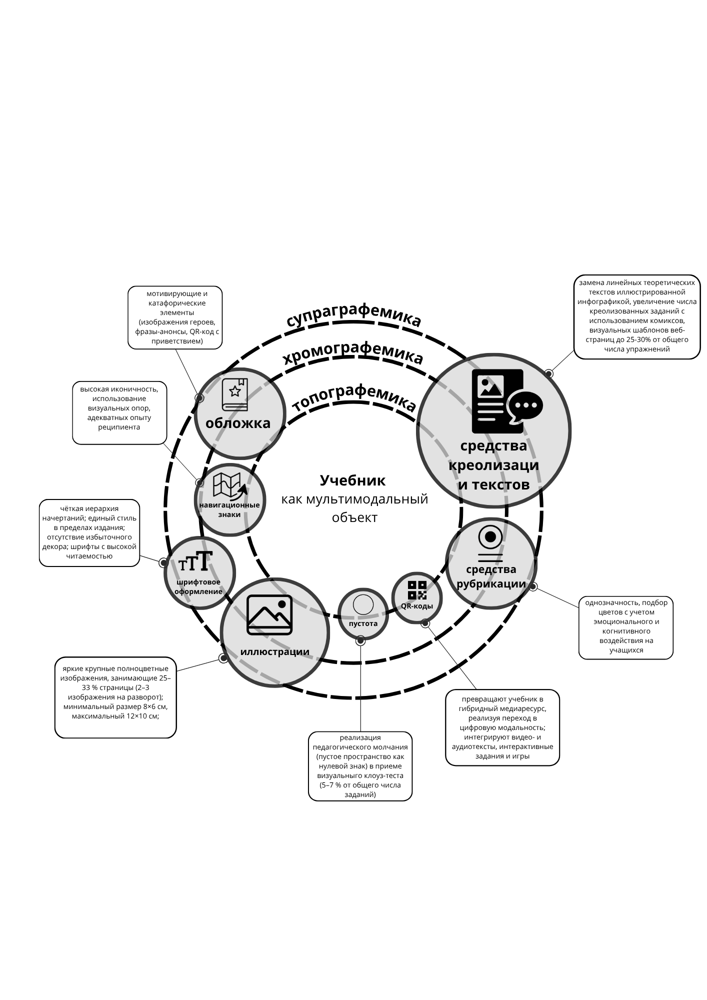 замена линейных теоретических
текстов иллюстрированной
инфографикой, увеличение числа
креолизованных заданий с
использованием комиксов,
визуальных шаблонов веб-
страниц до 25-30% от общего
числа упражнений
мотивирующие и
катафорические
элементы
(изображения героев,
фразы-анонсы, QR-код с
приветствием)
супраграфемика
хромографемика
топографемика
высокая иконичность,
использование
визуальных опор,
адекватных опыту
реципиента
обложка
средства
креолизаци
и текстов
Учебник
как мультимодальный
объект
навигационные
знаки
чёткая иерархия
начертаний; единый стиль
в пределах издания;
отсутствие избыточного
декора; шрифты с высокой
читаемостью
средства
рубрикации
шрифтовое
оформление
QR-коды
пустота
иллюстрации
однозначность, подбор
цветов с учетом
эмоционального и
когнитивного
воздействия на
учащихся
яркие крупные полноцветные
изображения, занимающие 25–
33 % страницы (2–3
изображения на разворот);
минимальный размер 8×6 см,
максимальный 12×10 см;
превращают учебник в
гибридный медиаресурс,
реализуя переход в
цифровую модальность;
интегрируют видео- и
аудиотексты, интерактивные
задания и игры
реализация
педагогического молчания
(пустое пространство как
нулевой знак) в приеме
визуальныго клоуз-теста
(5–7 % от общего числа
заданий)